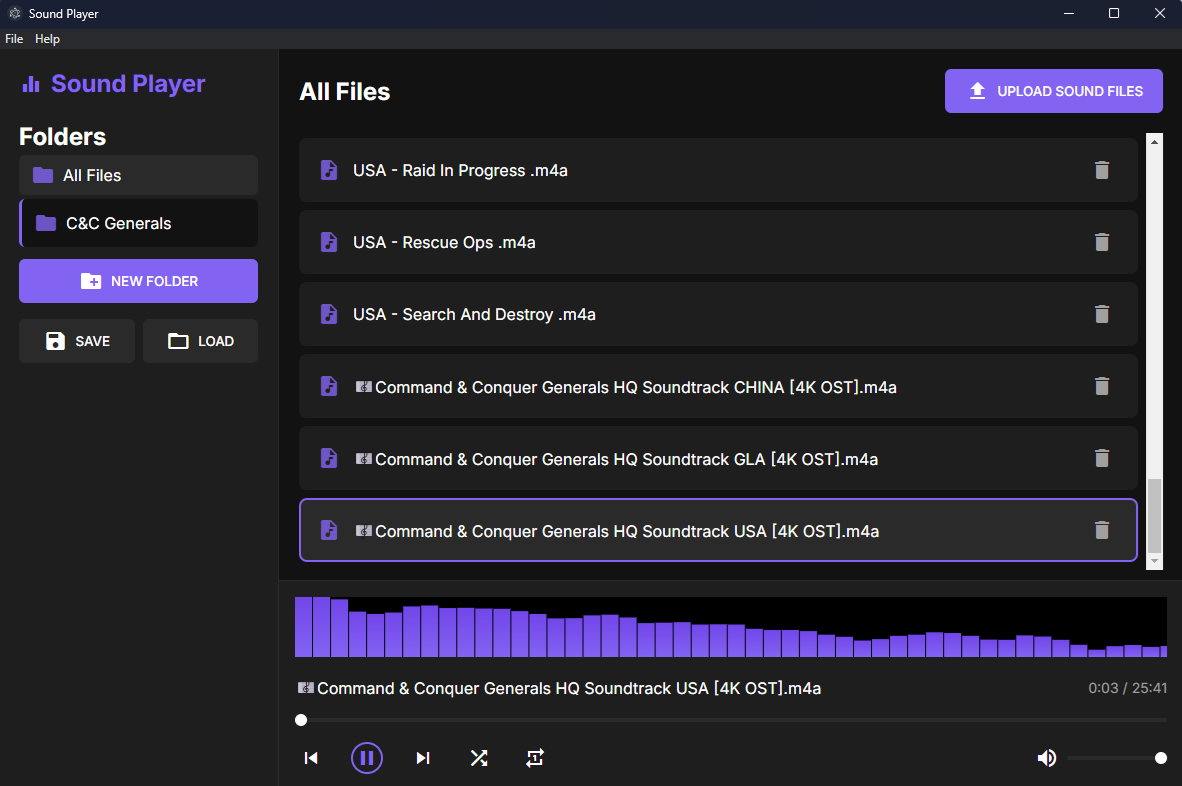 Sound Player
File Help
Sound Player
Folders
All Files
C&C Generals
NEW FOLDER
SAVE
LOAD
All Files
UPLOAD SOUND FILES
USA - Raid In Progress .m4a
USA - Rescue Ops .m4a
USA - Search And Destroy .m4a
🎼Command & Conquer Generals HQ Soundtrack CHINA [4K OST].m4a
🎼Command & Conquer Generals HQ Soundtrack GLA [4K OST].m4a
🎼Command & Conquer Generals HQ Soundtrack USA [4K OST].m4a
🎼Command & Conquer Generals HQ Soundtrack USA [4K OST].m4a
0:03 / 25:41
1